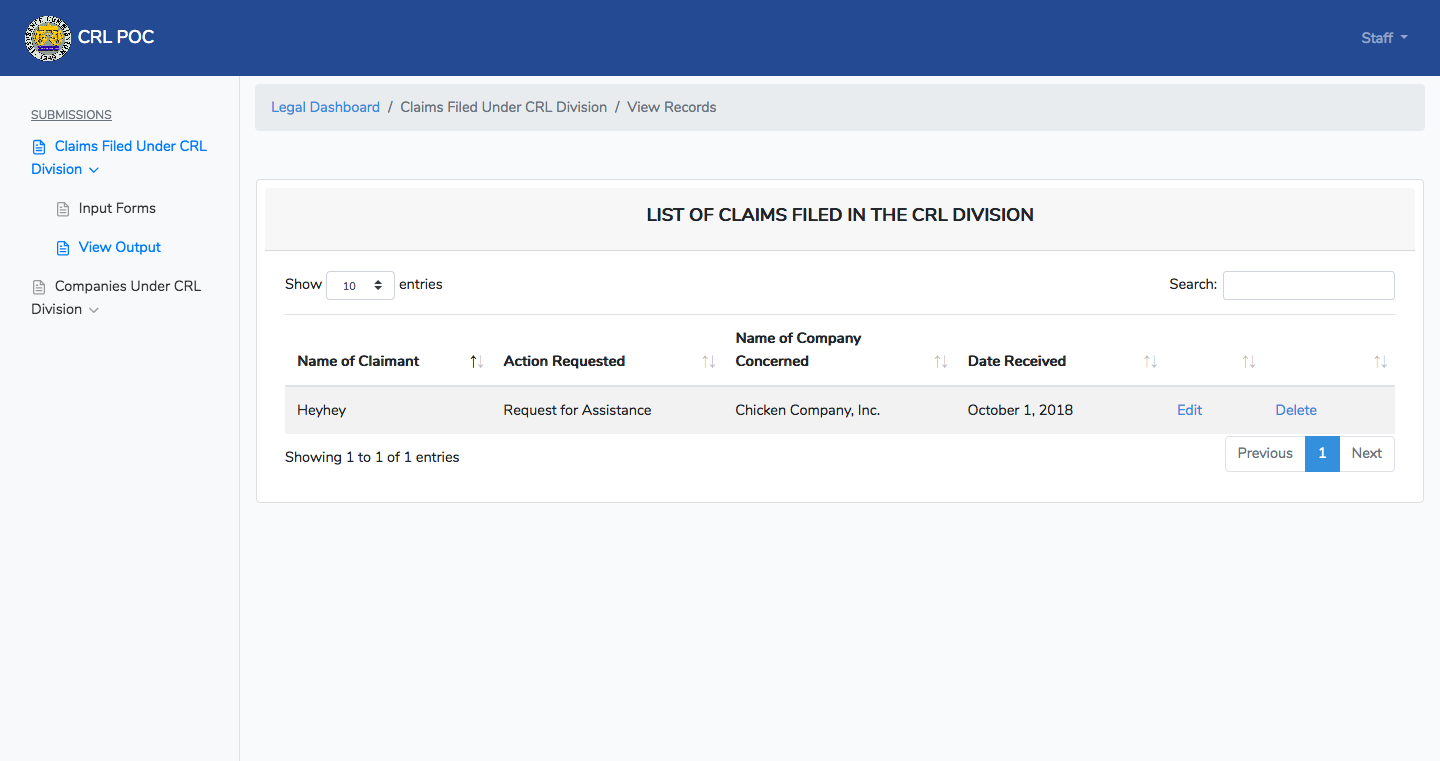 CRL POC
Staff
SUBMISSIONS
Claims Filed Under CRL
Division
Input Forms
View Output
Companies Under CRL
Division
Legal Dashboard / Claims Filed Under CRL Division / View Records
LIST OF CLAIMS FILED IN THE CRL DIVISION
Show 10 entries
Search:
Name of Claimant
Action Requested
Name of Company
Concerned
Date Received
Heyhey
Request for Assistance
Chicken Company, Inc.
October 1, 2018
Edit
Delete
Showing 1 to 1 of 1 entries
Previous 1 Next